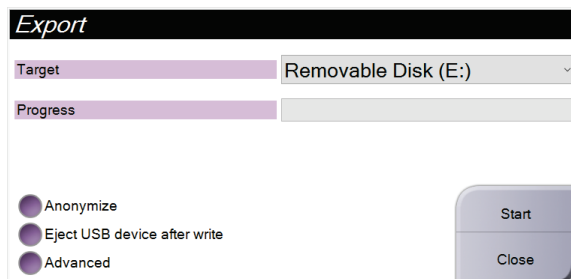 Export
Target
Removable Disk (E:)
Progress
Anonymize
Eject USB device after write
Advanced
Start
Close